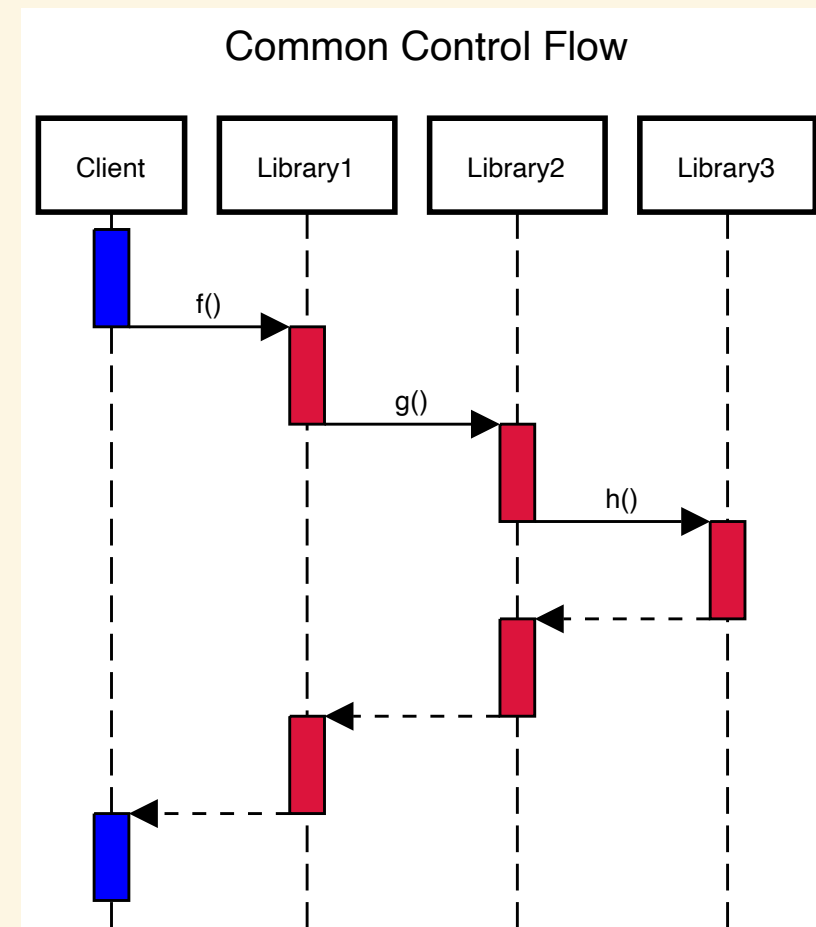 Common Control Flow
Client
Library1
Library2
Library3
f()
g()
h()